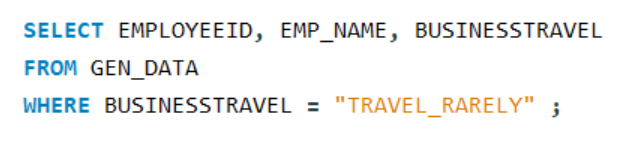 SELECT EMPLOYEEID, EMP_NAME, BUSINESSTRAVEL
FROM GEN_DATA
WHERE BUSINESSTRAVEL = "TRAVEL_RARELY" ;